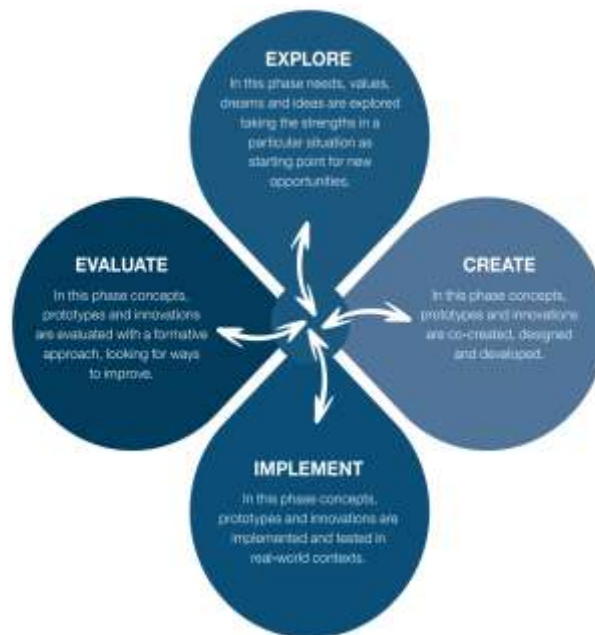 EXPLORE
In this phase needs, values,
dreams and ideas are explored
taking the strengths in a
particular situation as
starting point for new
opportunities.
EVALUATE
In this phase concepts,
prototypes and innovations
are evaluated with a formative
approach, looking for ways
to improve.
CREATE
In this phase concepts,
prototypes and innovations
are co-created, designed
and developed.
IMPLEMENT
In this phase concepts,
prototypes and innovations are
implemented and tested in
real-world contexts.